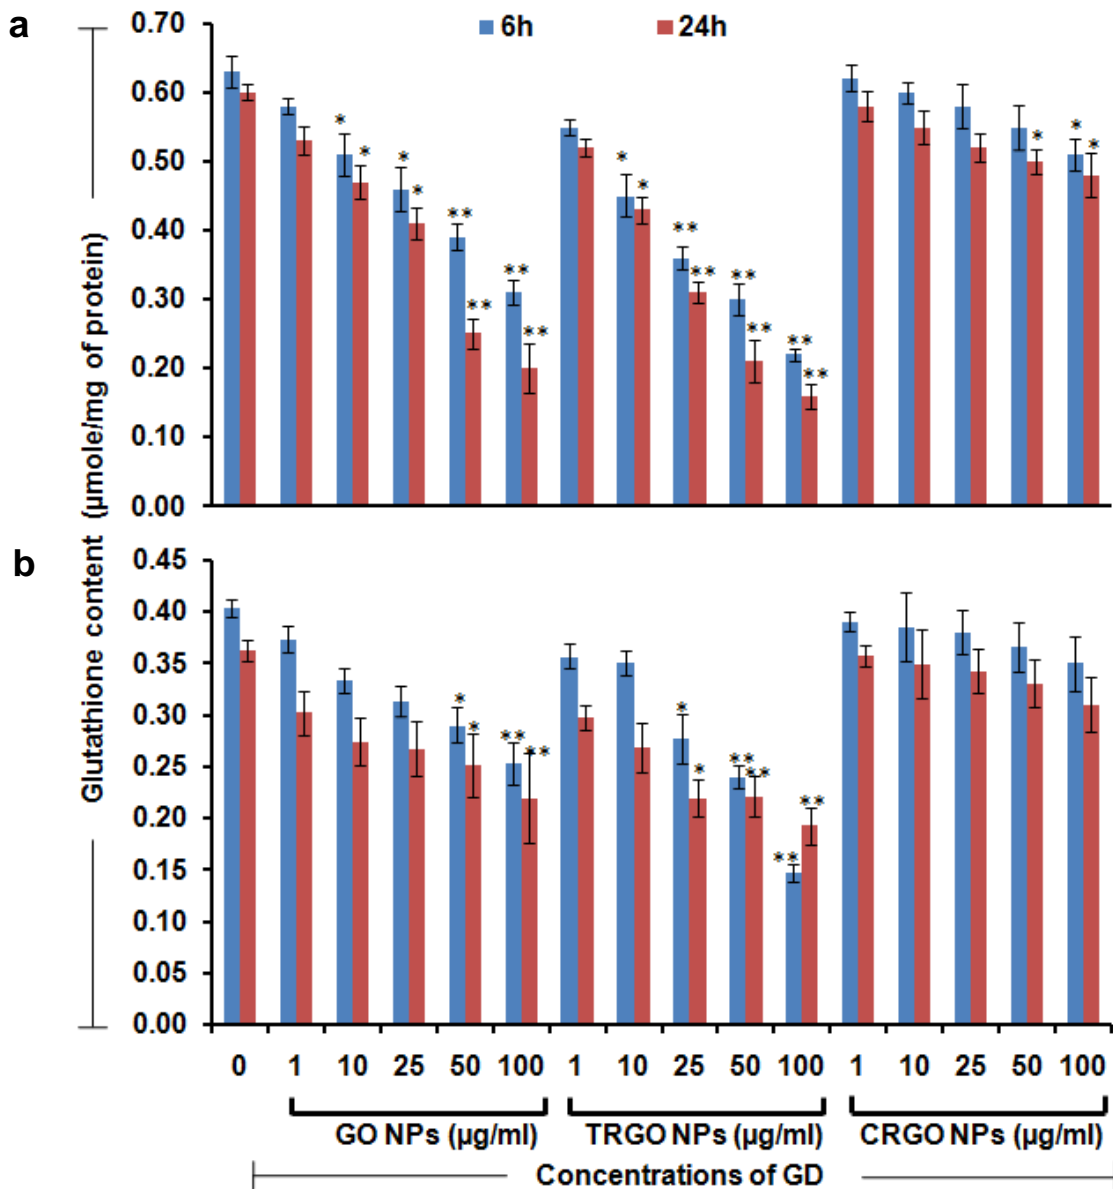 a
6h 24h
0.70
0.60
0.50
0.40
0.30
0.20
0.10
0.00
* * * * ** ** ** ** * * ** ** ** ** ** ** * * *
Glutathione content (µmole/mg of protein)
b
0.45
0.40
0.35
0.30
0.25
0.20
0.15
0.10
0.05
0.00
* * ** ** * * ** ** ** **
0 1 10 25 50 100 1 10 25 50 100 1 10 25 50 100
GO NPs (µg/ml) TRGO NPs (µg/ml) CRGO NPs (µg/ml)
Concentrations of GD